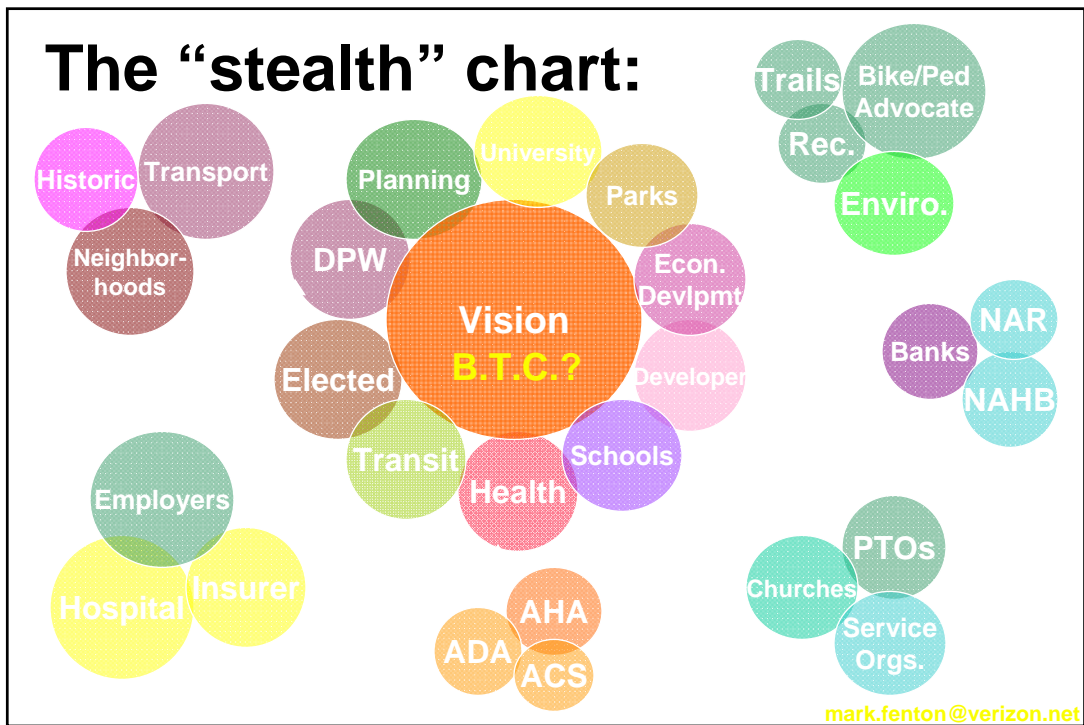 The “stealth” chart:
Trails
Bike/Ped
Advocate
Rec.
Enviro.
Historic
Transport
Neighbor-
hoods
Planning
University
Parks
DPW
Econ.
Devlpmt
Vision
B.T.C.?
Elected
Developer
Transit
Health
Schools
Banks
NAR
NAHB
Employers
Hospital
Insurer
AHA
ADA
ACS
PTOs
Churches
Service
Orgs.
mark.fenton@verizon.net